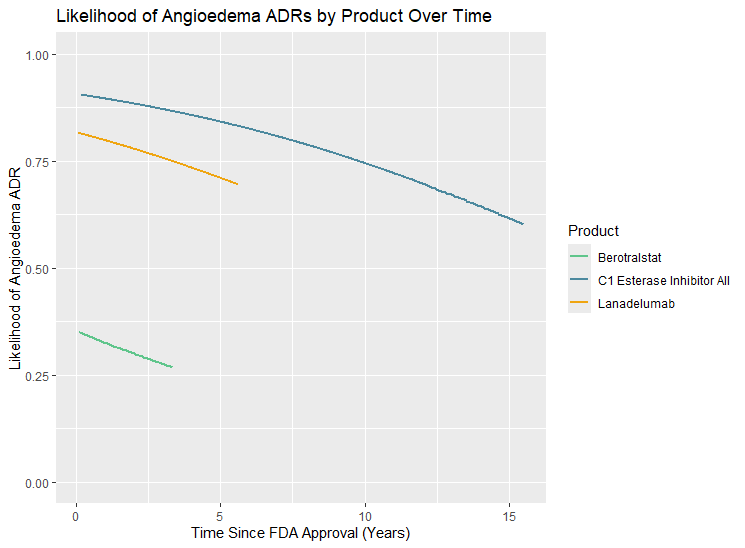 Likelihood of Angioedema ADRs by Product Over Time
Likelihood of Angioedema ADR
1.00
0.75
0.50
0.25
0.00
0
5
10
15
Time Since FDA Approval (Years)
Product
Berotralstat
C1 Esterase Inhibitor All
Lanadelumab